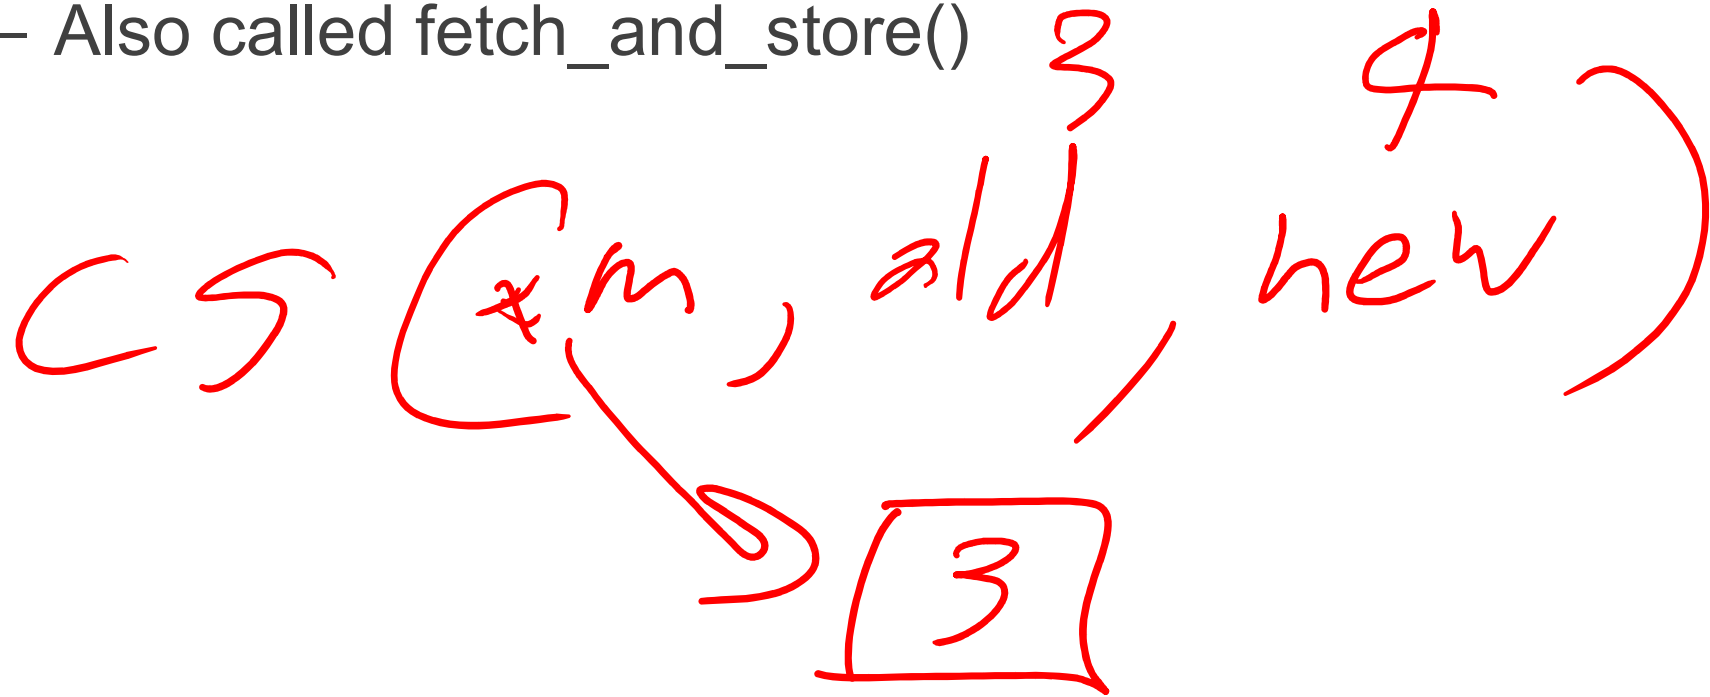 – Also called fetch_and_store()
3 4
CS (*m, old, new)
3